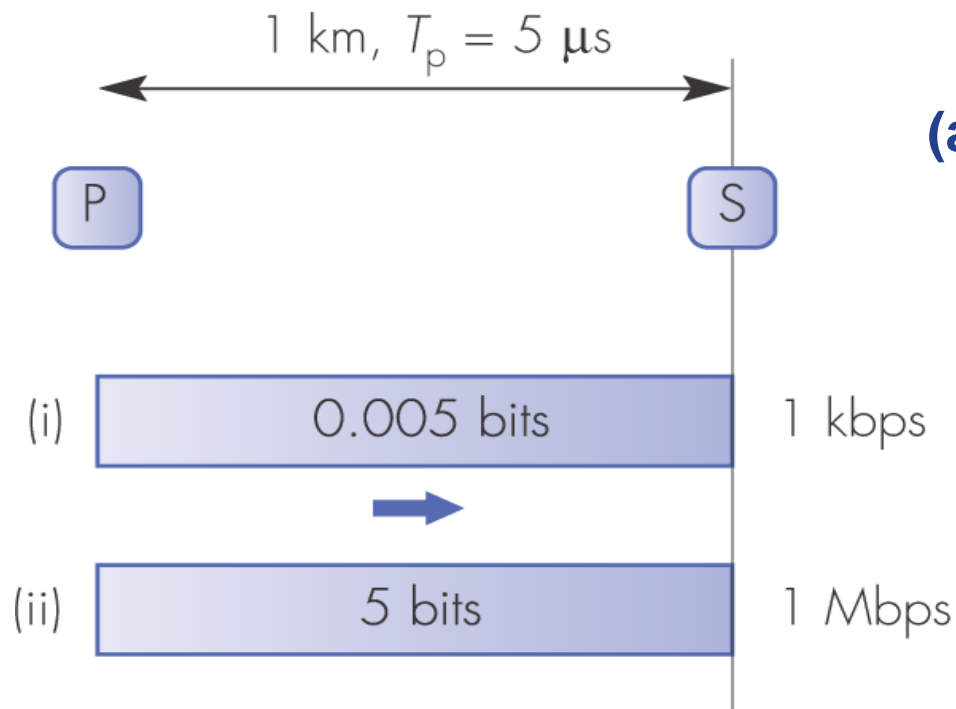 1 km, Tp = 5 μs
(a
P S
(i) 0.005 bits 1 kbps
(ii) 5 bits 1 Mbps